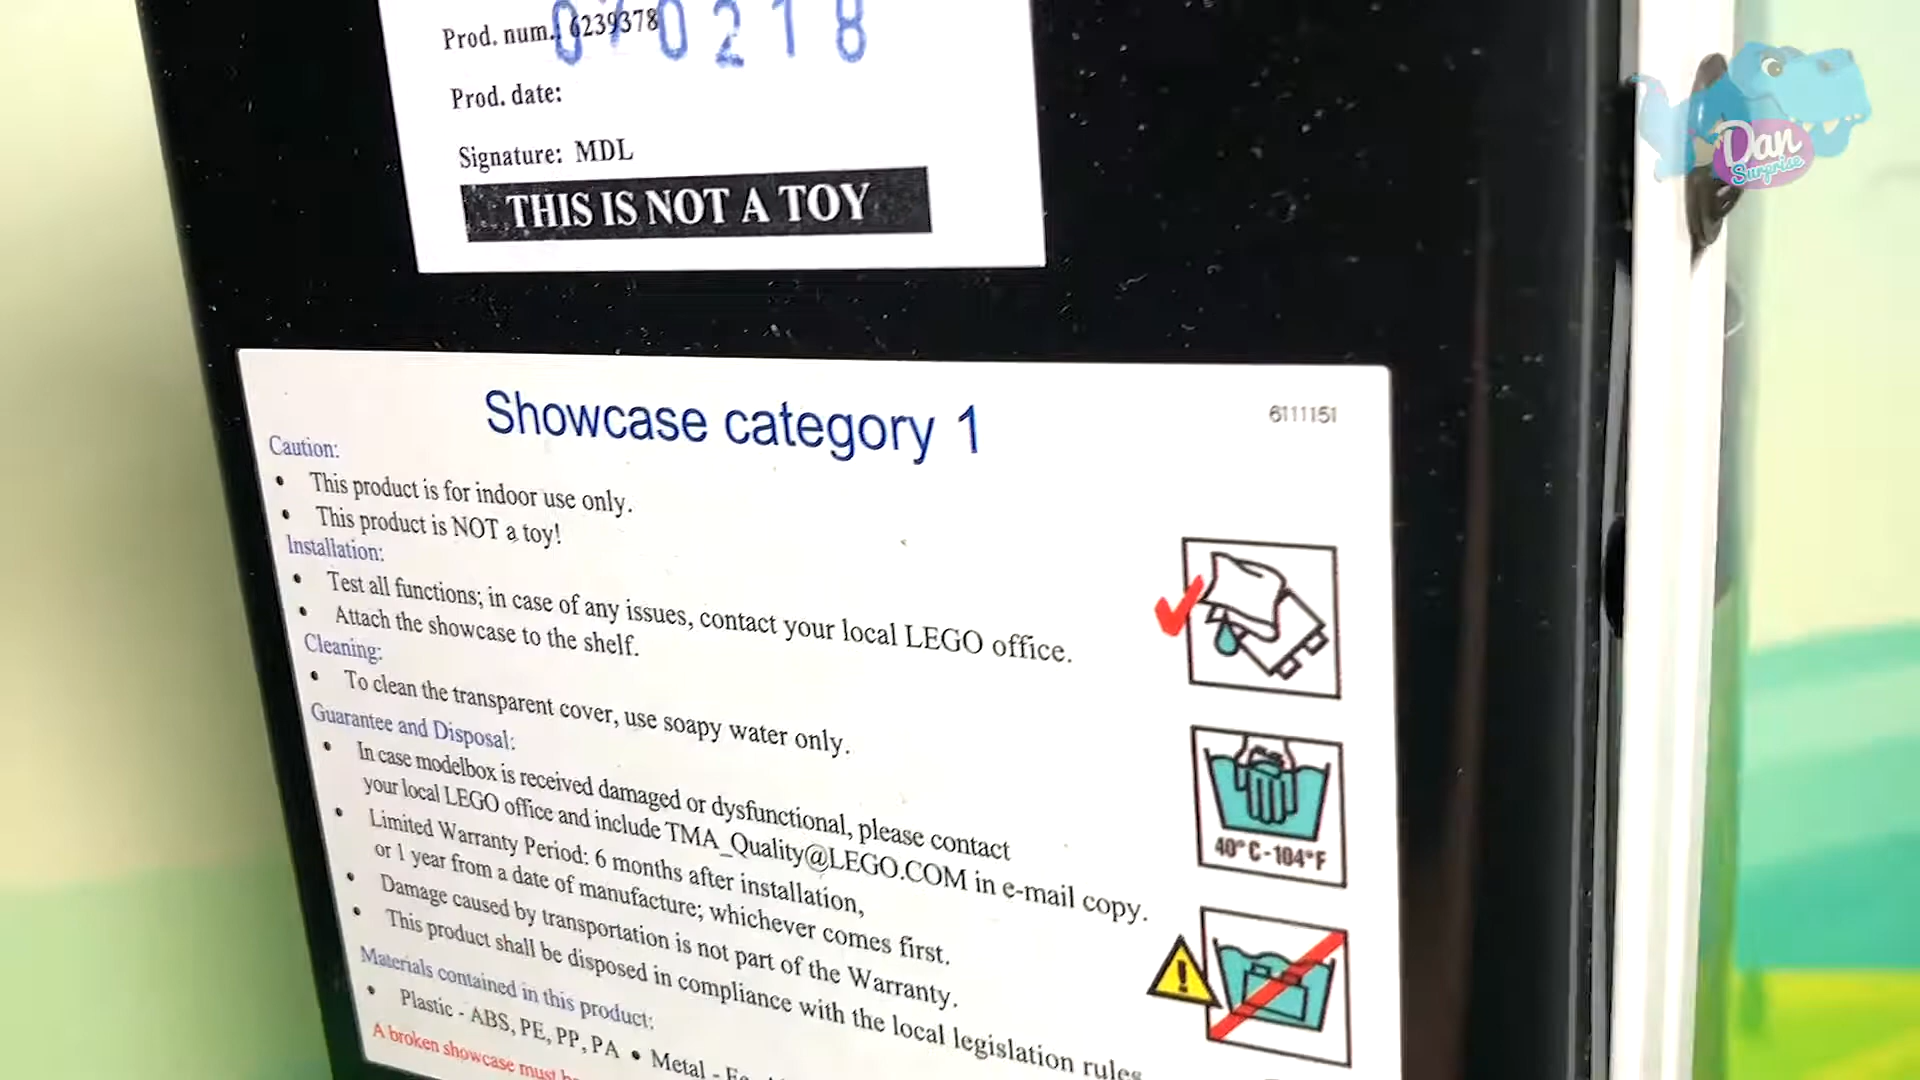 Prod. num.: 6239378
070218
Prod. date:
Signature: MDL
THIS IS NOT A TOY
Dan
Surprise
Showcase category 1
6111151
Caution:
• This product is for indoor use only.
• This product is NOT a toy!
Installation:
• Test all functions; in case of any issues, contact your local LEGO office.
• Attach the showcase to the shelf.
Cleaning:
• To clean the transparent cover, use soapy water only.
Guarantee and Disposal:
• In case modelbox is received damaged or dysfunctional, please contact
your local LEGO office and include TMA_Quality@LEGO.COM in e-mail copy.
• Limited Warranty Period: 6 months after installation,
or 1 year from a date of manufacture; whichever comes first.
• Damage caused by transportation is not part of the Warranty.
• This product shall be disposed in compliance with the local legislation rules
Materials contained in this product:
• Plastic - ABS, PE, PP, PA • Metal -
A broken showcase must
40°C-104°F